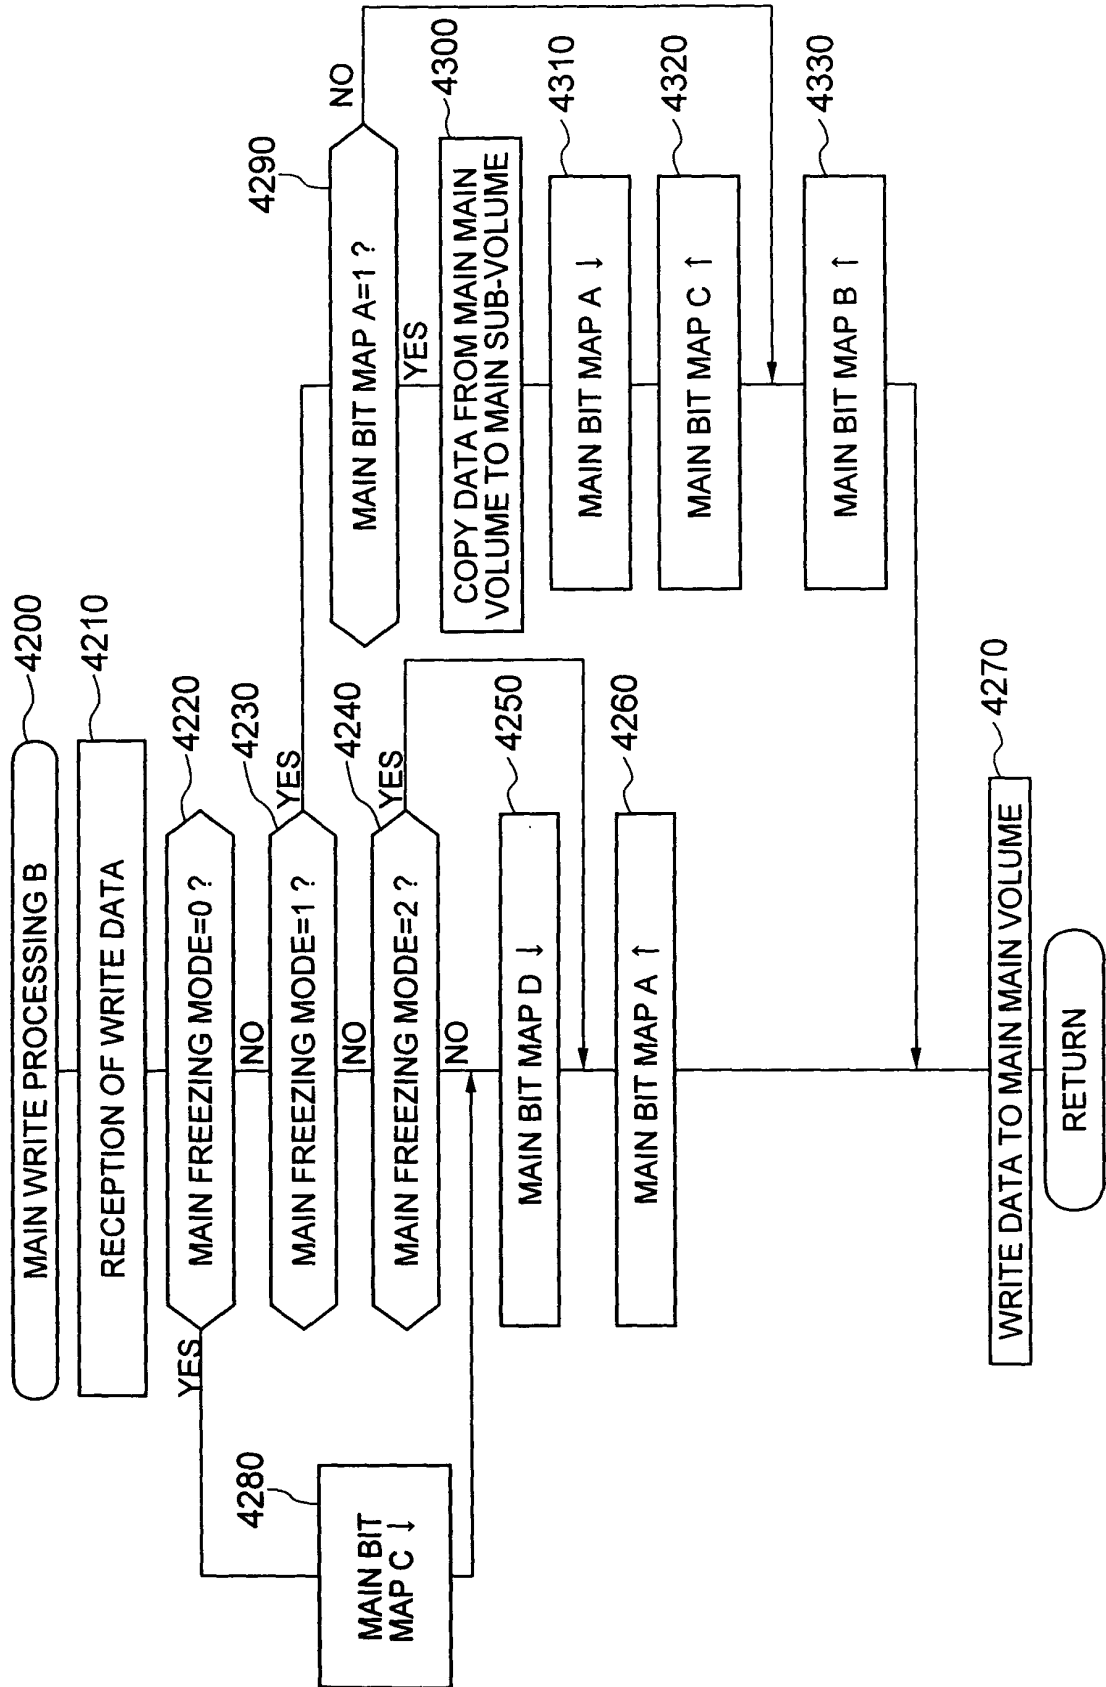 MAIN WRITE PROCESSING B
4200
RECEPTION OF WRITE DATA
4210
MAIN FREEZING MODE=0 ?
4220
YES
NO
MAIN FREEZING MODE=1 ?
4230
YES
NO
MAIN FREEZING MODE=2 ?
4240
YES
NO
MAIN BIT MAP D ↓
4250
MAIN BIT MAP A ↑
4260
WRITE DATA TO MAIN MAIN VOLUME
4270
RETURN
MAIN BIT
MAP C ↓
4280
MAIN BIT MAP A=1 ?
4290
NO
YES
COPY DATA FROM MAIN MAIN
VOLUME TO MAIN SUB-VOLUME
4300
MAIN BIT MAP A ↓
4310
MAIN BIT MAP C ↑
4320
MAIN BIT MAP B ↑
4330